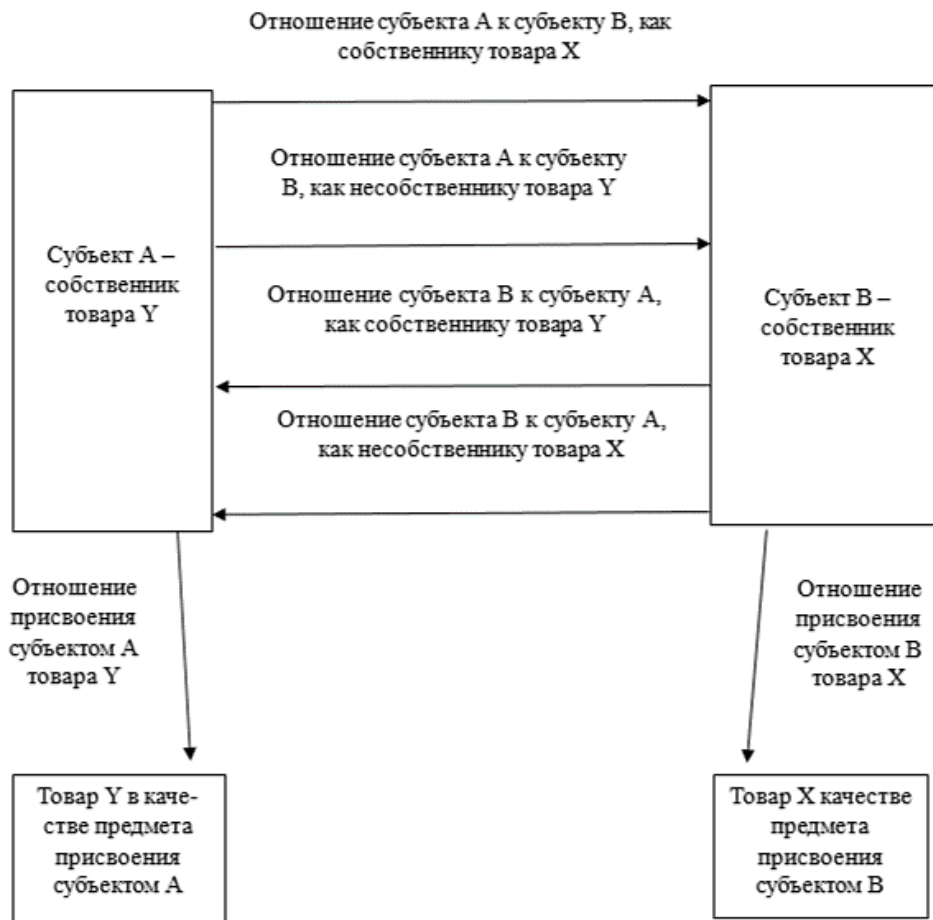 Отношение субъекта А к субъекту В, как
собственнику товара X
Отношение субъекта А к субъекту
В, как несобственнику товара Y
Субъект А –
собственник
товара Y
Отношение субъекта В к субъекту А,
как собственнику товара Y
Субъект В –
собственник
товара X
Отношение субъекта В к субъекту А,
как несобственнику товара X
Отношение
присвоения
субъектом А
товара Y
Отношение
присвоения
субъектом В
товара X
Товар Y в каче-
стве предмета
присвоения
субъектом А
Товар X качестве
предмета
присвоения
субъектом В